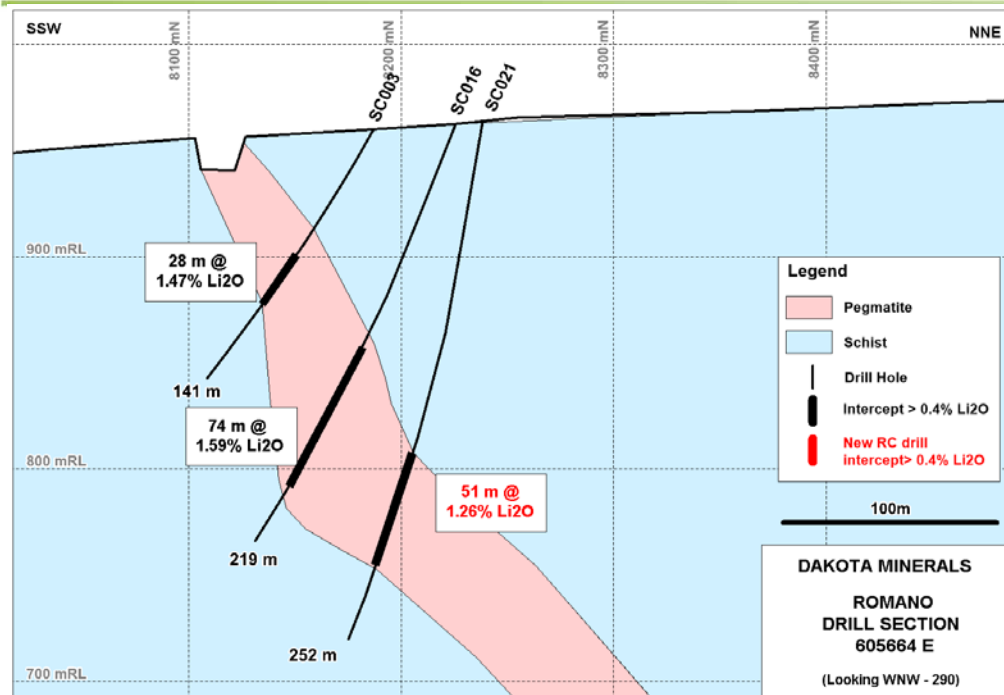 SSW
NNE
8100 mN
8200 mN
8300 mN
8400 mN
SC003
SC016
SC021
900 mRL
28 m @
1.47% Li2O
141 m
74 m @
1.59% Li2O
800 mRL
219 m
51 m @
1.26% Li2O
252 m
700 mRL
Legend
Pegmatite
Schist
Drill Hole
Intercept > 0.4% Li2O
New RC drill
intercept> 0.4% Li2O
100m
DAKOTA MINERALS
ROMANO
DRILL SECTION
605664 E
(Looking WNW - 290)